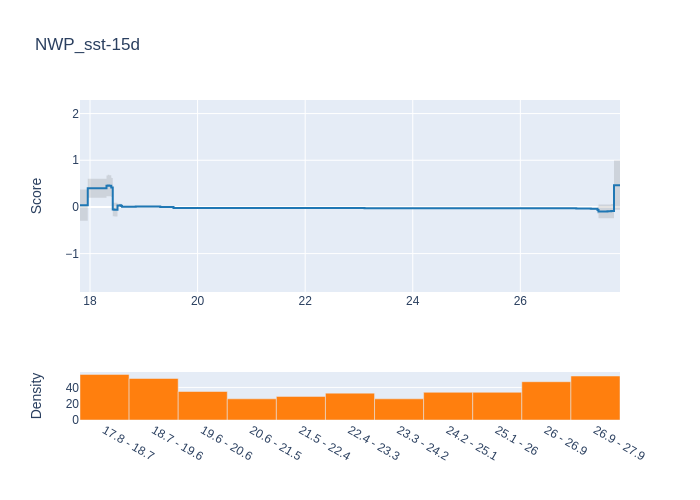 NWP_sst-15d
Score
2
1
0
−1
18
20
22
24
26
Density
40
20
0
17.8 - 18.7
18.7 - 19.6
19.6 - 20.6
20.6 - 21.5
21.5 - 22.4
22.4 - 23.3
23.3 - 24.2
24.2 - 25.1
25.1 - 26
26 - 26.9
26.9 - 27.9